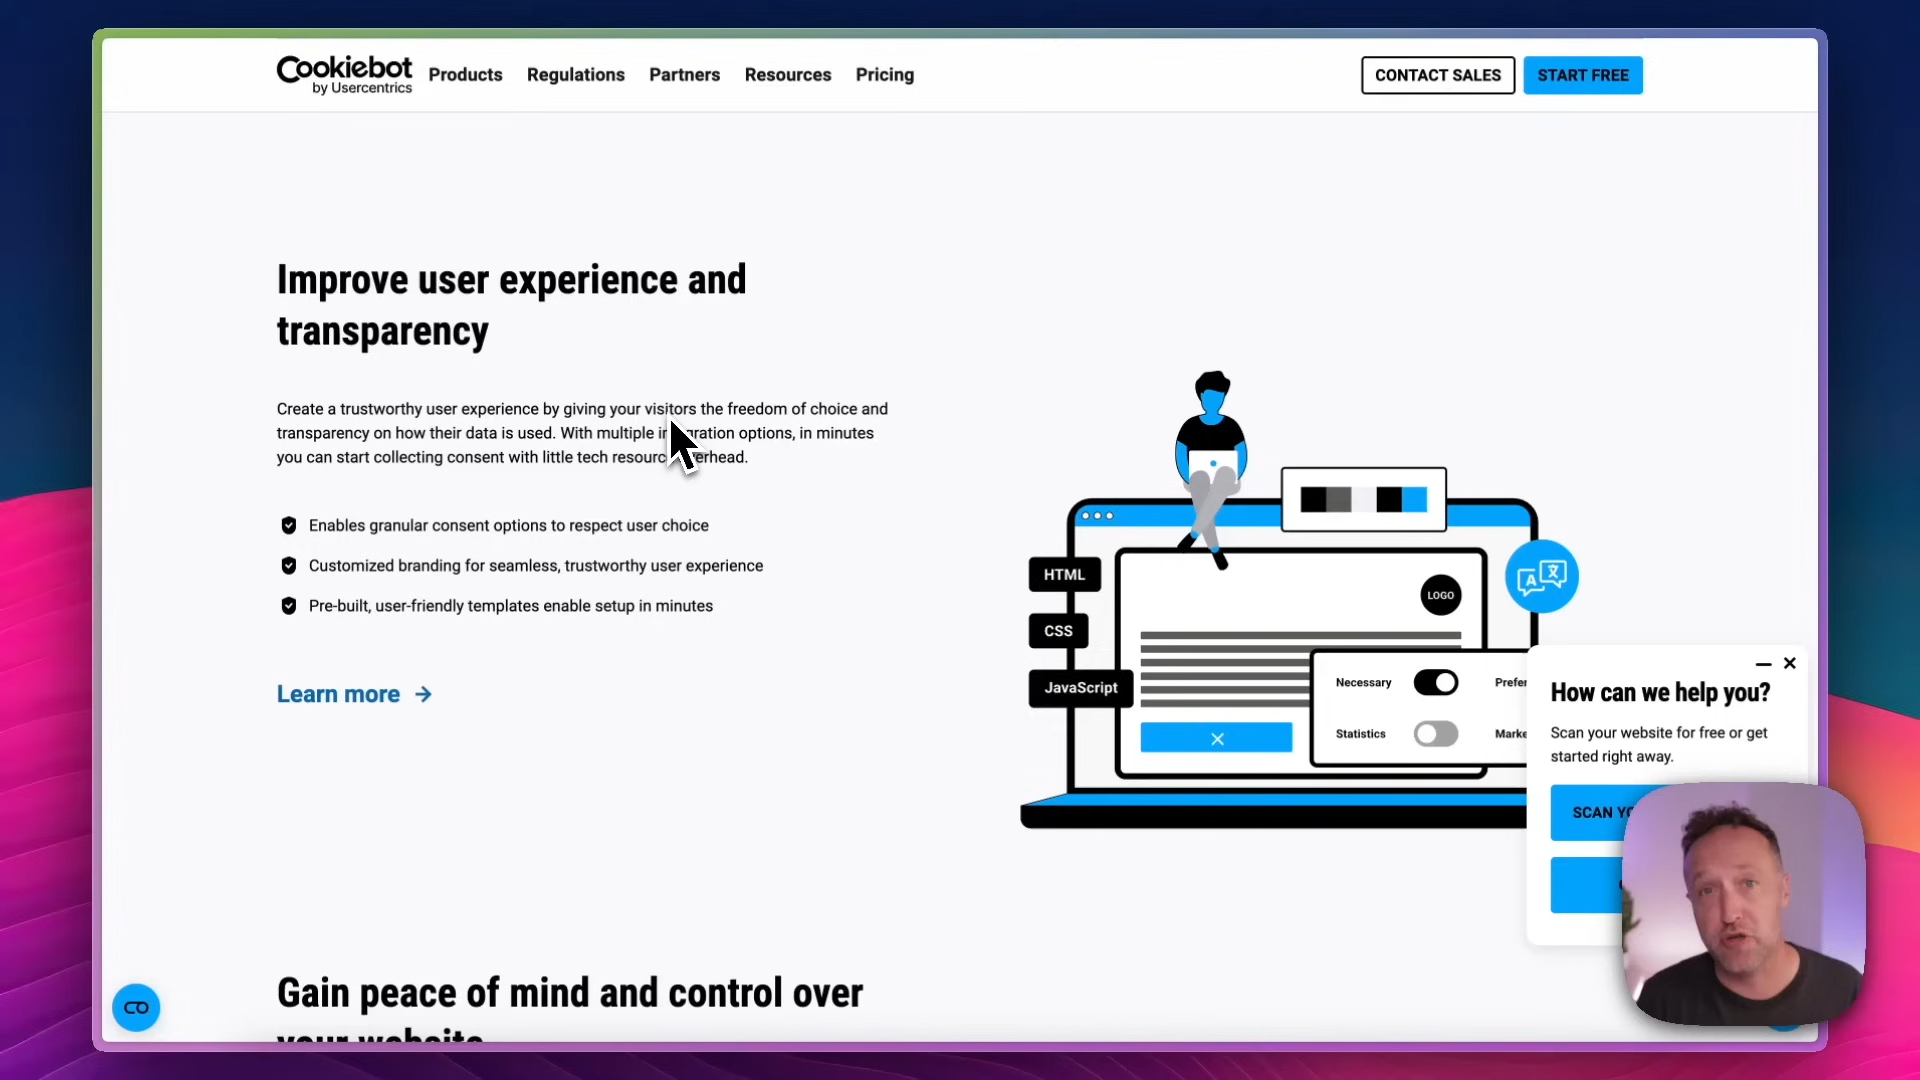 Cookiebot
by Usercentrics
Products
Regulations
Partners
Resources
Pricing
CONTACT SALES
START FREE
Improve user experience and
transparency
Create a trustworthy user experience by giving your visitors the freedom of choice and
transparency on how their data is used. With multiple options, in minutes
you can start collecting consent with little tech
Enables granular consent options to respect user choice
Customized branding for seamless, trustworthy user experience
Pre-built, user-friendly templates enable setup in minutes
Learn more
HTML
CSS
JavaScript
LOGO
A
Necessary
Statistics
How can we help you?
Scan your website for free or get
started right away.
SCAN
Gain peace of mind and control over
your website